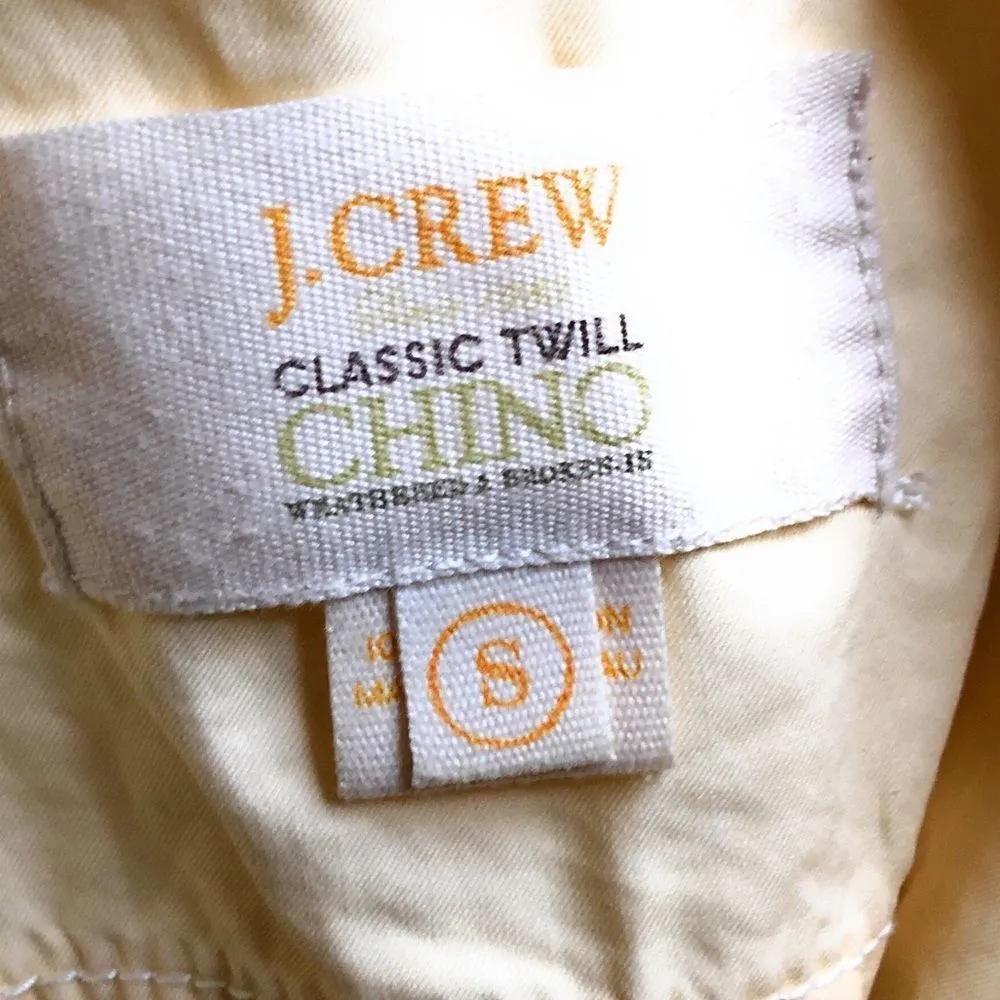 J.CREW
CLASSIC TWILL
CHINO
WEATHERED & BROKEN-IN
S